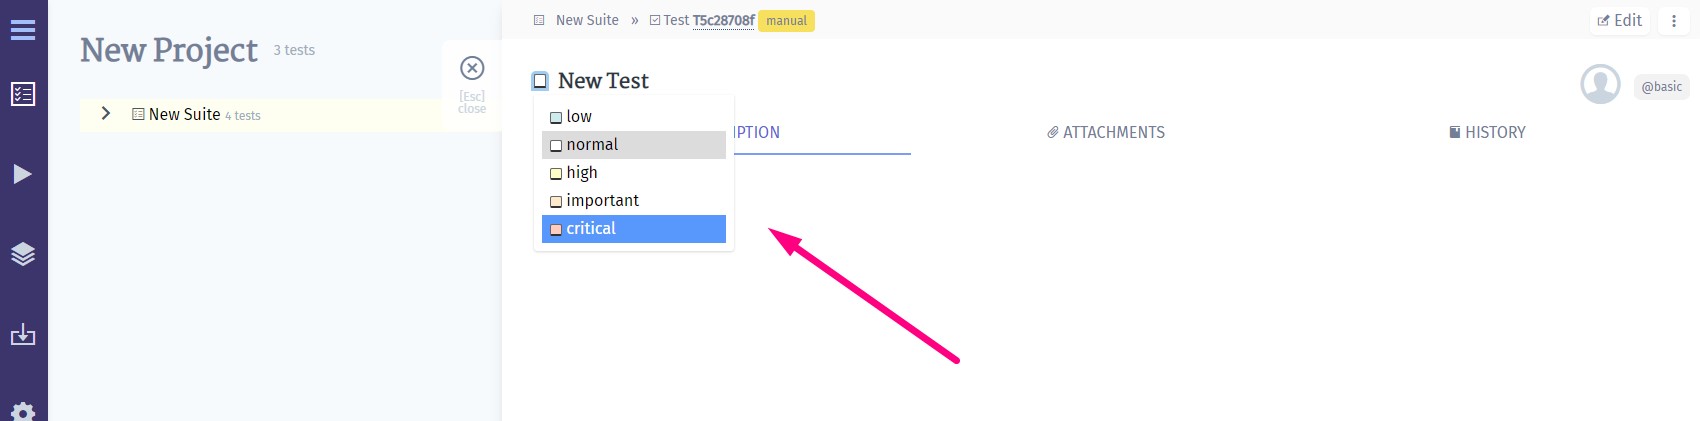 New Project 3 tests
[Esc]
close
New Suite 4 tests
New Suite » Test T5c28708f manual
Edit
New Test
@basic
low
normal
high
important
critical
IPTION
ATTACHMENTS
HISTORY